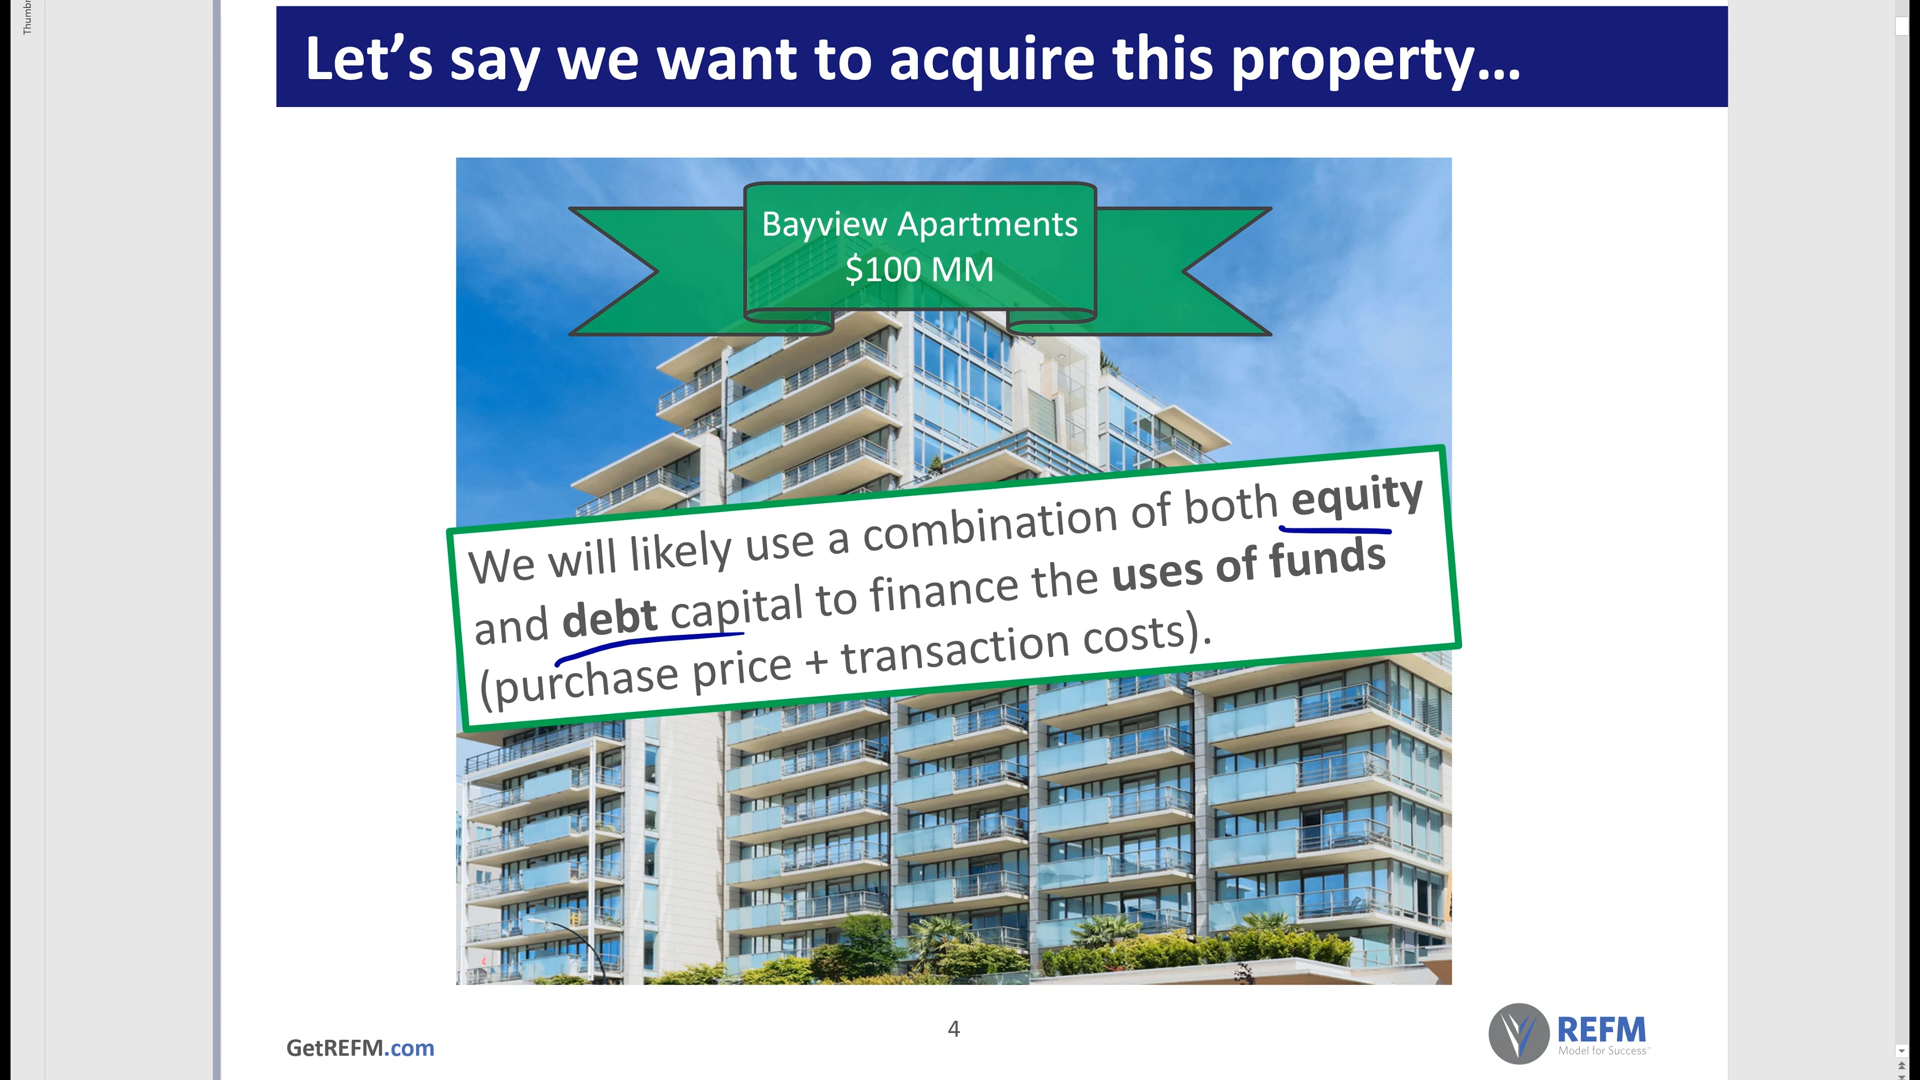 Thumbn
Let's say we want to acquire this property...
Bayview Apartments
$100 MM
We will likely use a combination of both equity
and debt capital to finance the uses of funds
(purchase price + transaction costs).
4
GetREFM.com
REFM
Model for Success